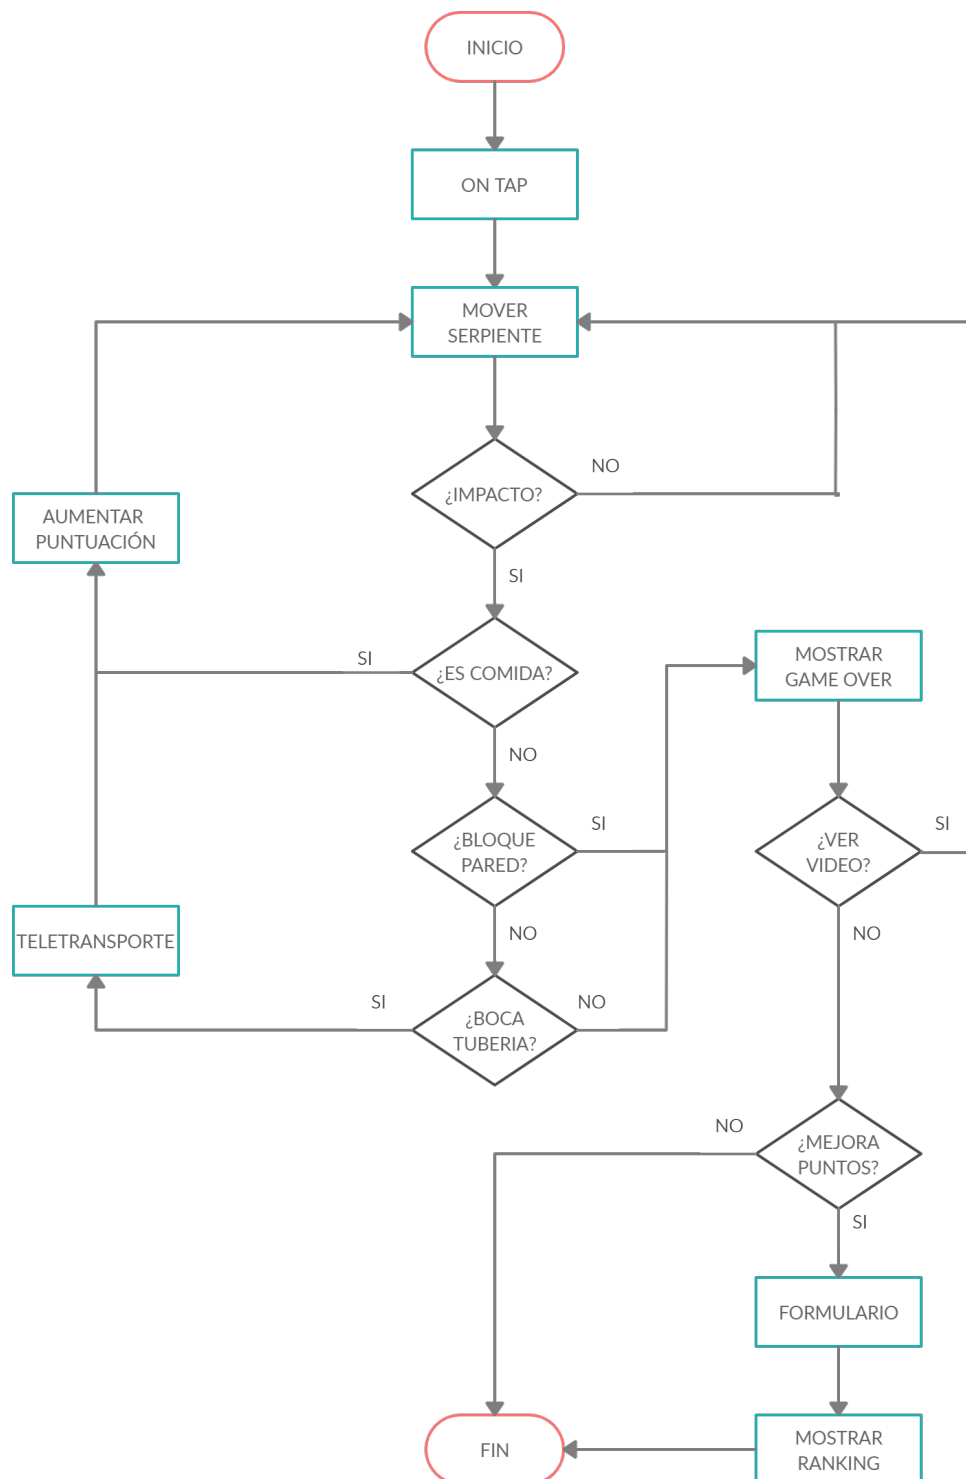 INICIO
ON TAP
MOVER
SERPIENTE
¿IMPACTO?
NO
AUMENTAR
PUNTUACIÓN
SI
¿ES COMIDA?
SI
MOSTRAR
GAME OVER
NO
¿BLOQUE
PARED?
SI
¿VER
VIDEO?
SI
TELETRANSPORTE
NO
NO
¿BOCA
TUBERIA?
SI
NO
¿MEJORA
PUNTOS?
NO
SI
FORMULARIO
FIN
MOSTRAR
RANKING